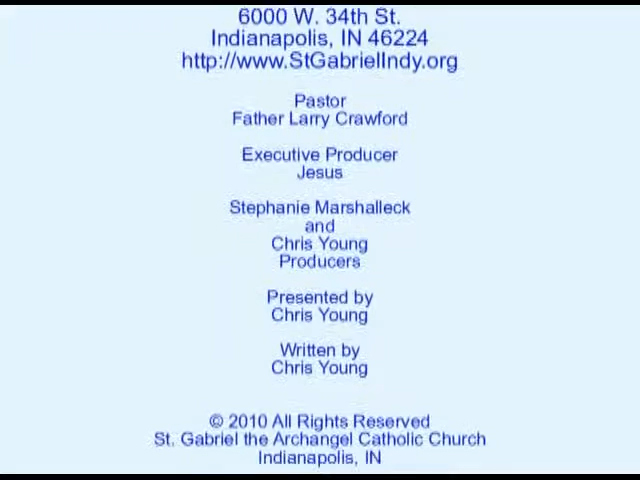 6000 W. 34th St.
Indianapolis, IN 46224
http://www.StGabrielIndy.org
Pastor
Father Larry Crawford
Executive Producer
Jesus
Stephanie Marshalleck
and
Chris Young
Producers
Presented by
Chris Young
Written by
Chris Young
© 2010 All Rights Reserved
St. Gabriel the Archangel Catholic Church
Indianapolis, IN